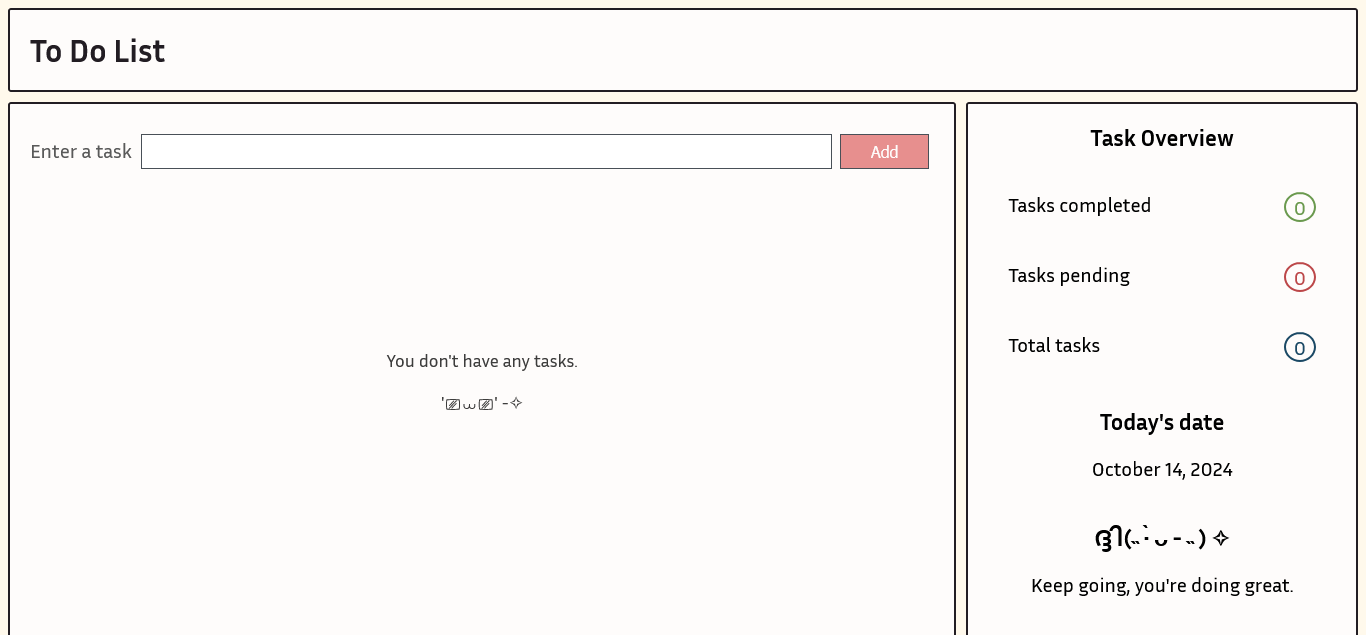 To Do List
Enter a task
Add
You don't have any tasks.
'⎚⩊⎚' -✧
Task Overview
Tasks completed
0
Tasks pending
0
Total tasks
0
Today's date
October 14, 2024
ദ്ദി(˵ •̀ ᴗ - ˵ ) ✧
Keep going, you're doing great.